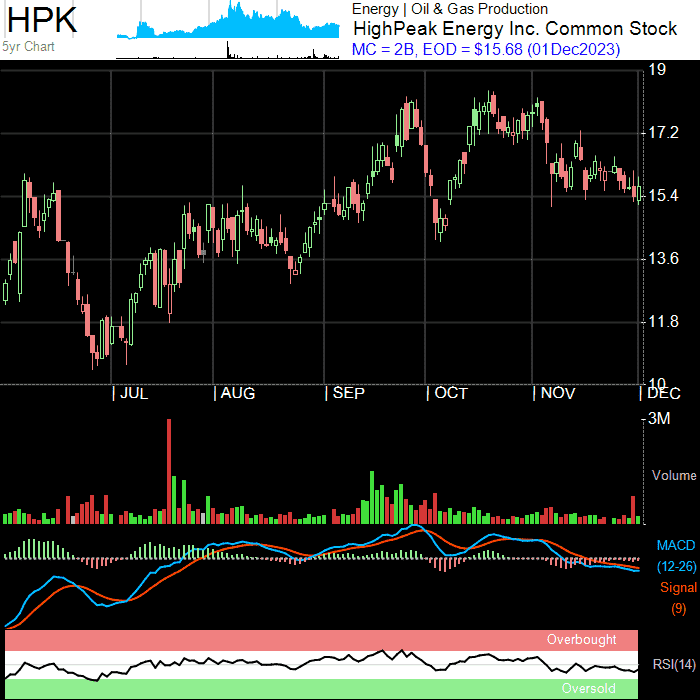 HPK
5yr Chart
Energy | Oil & Gas Production
HighPeak Energy Inc. Common Stock
MC = 2B, EOD = $15.68 (01Dec2023)
19
17.2
15.4
13.6
11.8
10
JUL AUG SEP OCT NOV DEC
3M
Volume
MACD
(12-26)
Signal
(9)
Overbought
RSI(14)
Oversold